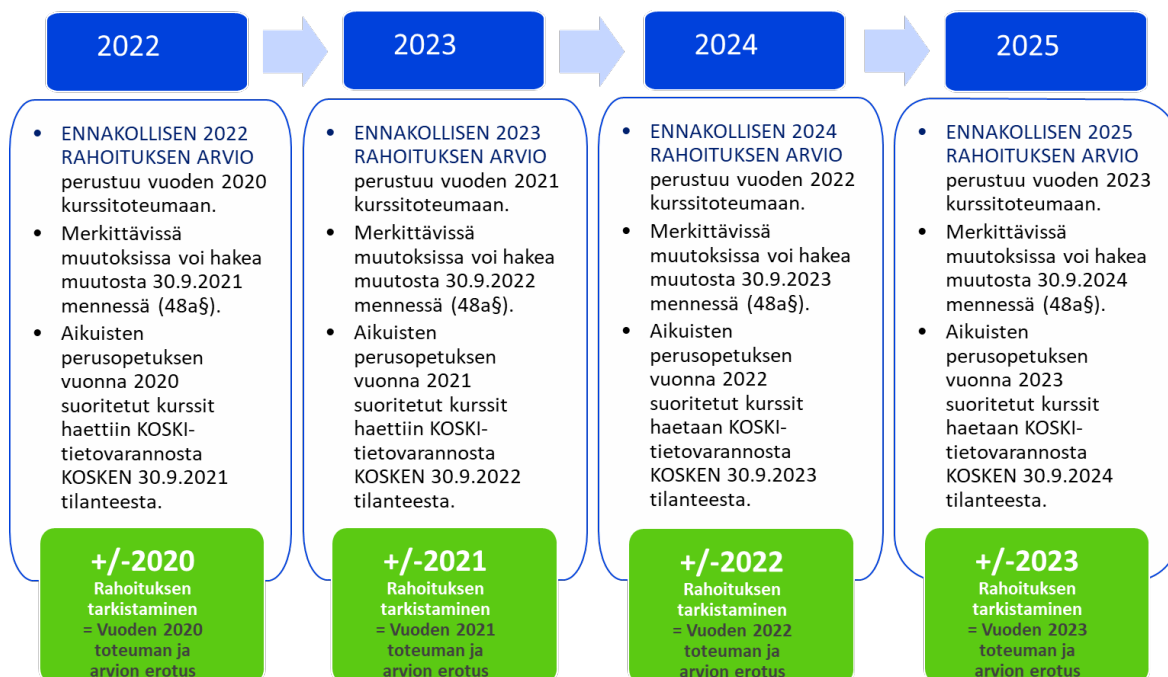 2022
• ENNAKOLLISEN 2022
RAHOITUKSEN ARVIO
perustuu vuoden 2020
kurssitoteumaan.
• Merkittävissä
muutoksissa voi hakea
muutosta 30.9.2021
mennessä (48a§).
• Aikuisten
perusopetuksen
vuonna 2020
suoritetut kurssit
haettiin KOSKI-
tietovarannosta
KOSKEN 30.9.2021
tilanteesta.
+/-2020
Rahoituksen
tarkistaminen
= Vuoden 2020
toteuman ja
arvion erotus
2023
• ENNAKOLLISEN 2023
RAHOITUKSEN ARVIO
perustuu vuoden 2021
kurssitoteumaan.
• Merkittävissä
muutoksissa voi hakea
muutosta 30.9.2022
mennessä (48a§).
• Aikuisten
perusopetuksen
vuonna 2021
suoritetut kurssit
haettiin KOSKI-
tietovarannosta
KOSKEN 30.9.2022
tilanteesta.
+/-2021
Rahoituksen
tarkistaminen
= Vuoden 2021
toteuman ja
arvion erotus
2024
• ENNAKOLLISEN 2024
RAHOITUKSEN ARVIO
perustuu vuoden 2022
kurssitoteumaan.
• Merkittävissä
muutoksissa voi hakea
muutosta 30.9.2023
mennessä (48a§).
• Aikuisten
perusopetuksen
vuonna 2022
suoritetut kurssit
haetaan KOSKI-
tietovarannosta
KOSKEN 30.9.2023
tilanteesta.
+/-2022
Rahoituksen
tarkistaminen
= Vuoden 2022
toteuman ja
arvion erotus
2025
• ENNAKOLLISEN 2025
RAHOITUKSEN ARVIO
perustuu vuoden 2023
kurssitoteumaan.
• Merkittävissä
muutoksissa voi hakea
muutosta 30.9.2024
mennessä (48a§).
• Aikuisten
perusopetuksen
vuonna 2023
suoritetut kurssit
haetaan KOSKI-
tietovarannosta
KOSKEN 30.9.2024
tilanteesta.
+/-2023
Rahoituksen
tarkistaminen
= Vuoden 2023
toteuman ja
arvion erotus